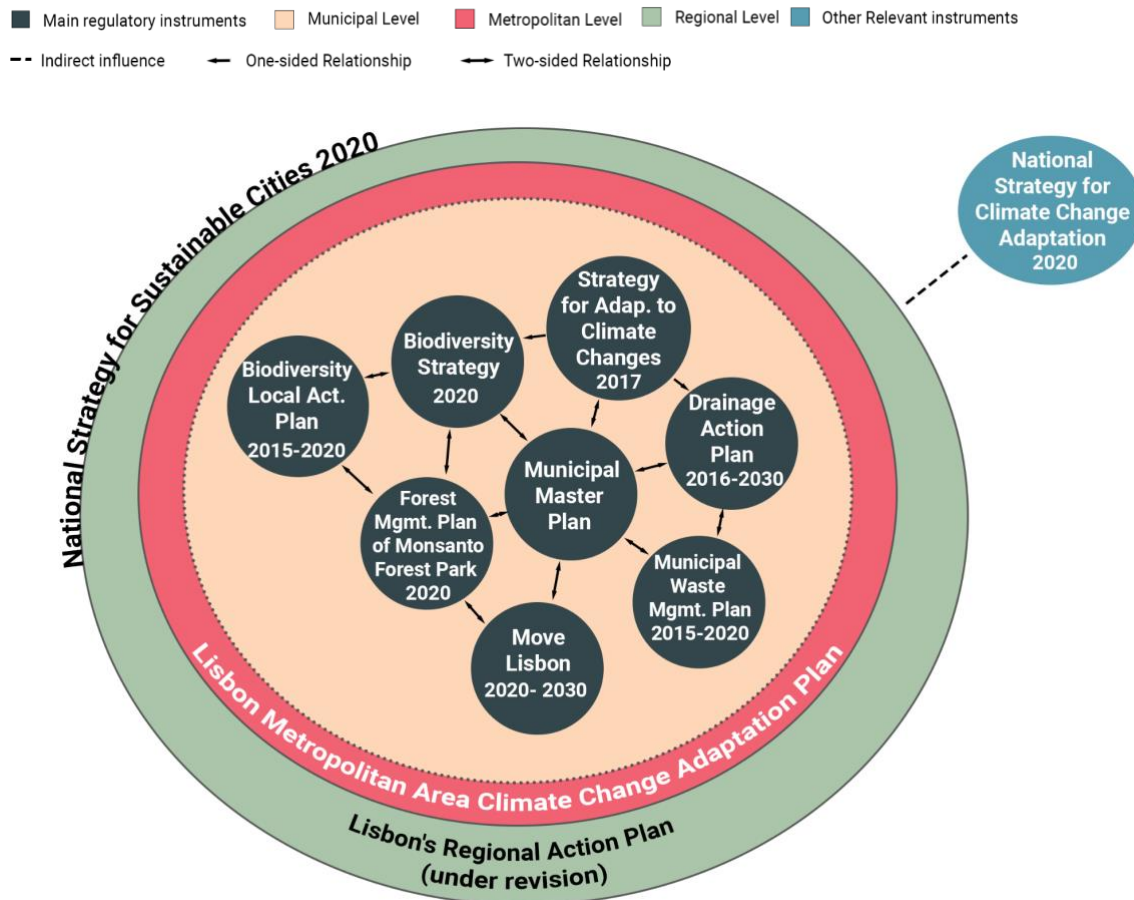 Main regulatory instruments
Municipal Level
Metropolitan Level
Regional Level
Other Relevant instruments
Indirect influence
One-sided Relationship
Two-sided Relationship
National Strategy for Sustainable Cities 2020
National
Strategy for
Climate Change
Adaptation
2020
Strategy
for Adap. to
Climate
Changes
2017
Biodiversity
Strategy
2020
Biodiversity
Local Act.
Plan
2015-2020
Drainage
Action
Plan
2016-2030
Municipal
Master
Plan
Forest
Mgmt. Plan
of Monsanto
Forest Park
2020
Municipal
Waste
Mgmt. Plan
2015-2020
Move
Lisbon
2020- 2030
Lisbon Metropolitan Area Climate Change Adaptation Plan
Lisbon's Regional Action Plan
(under revision)